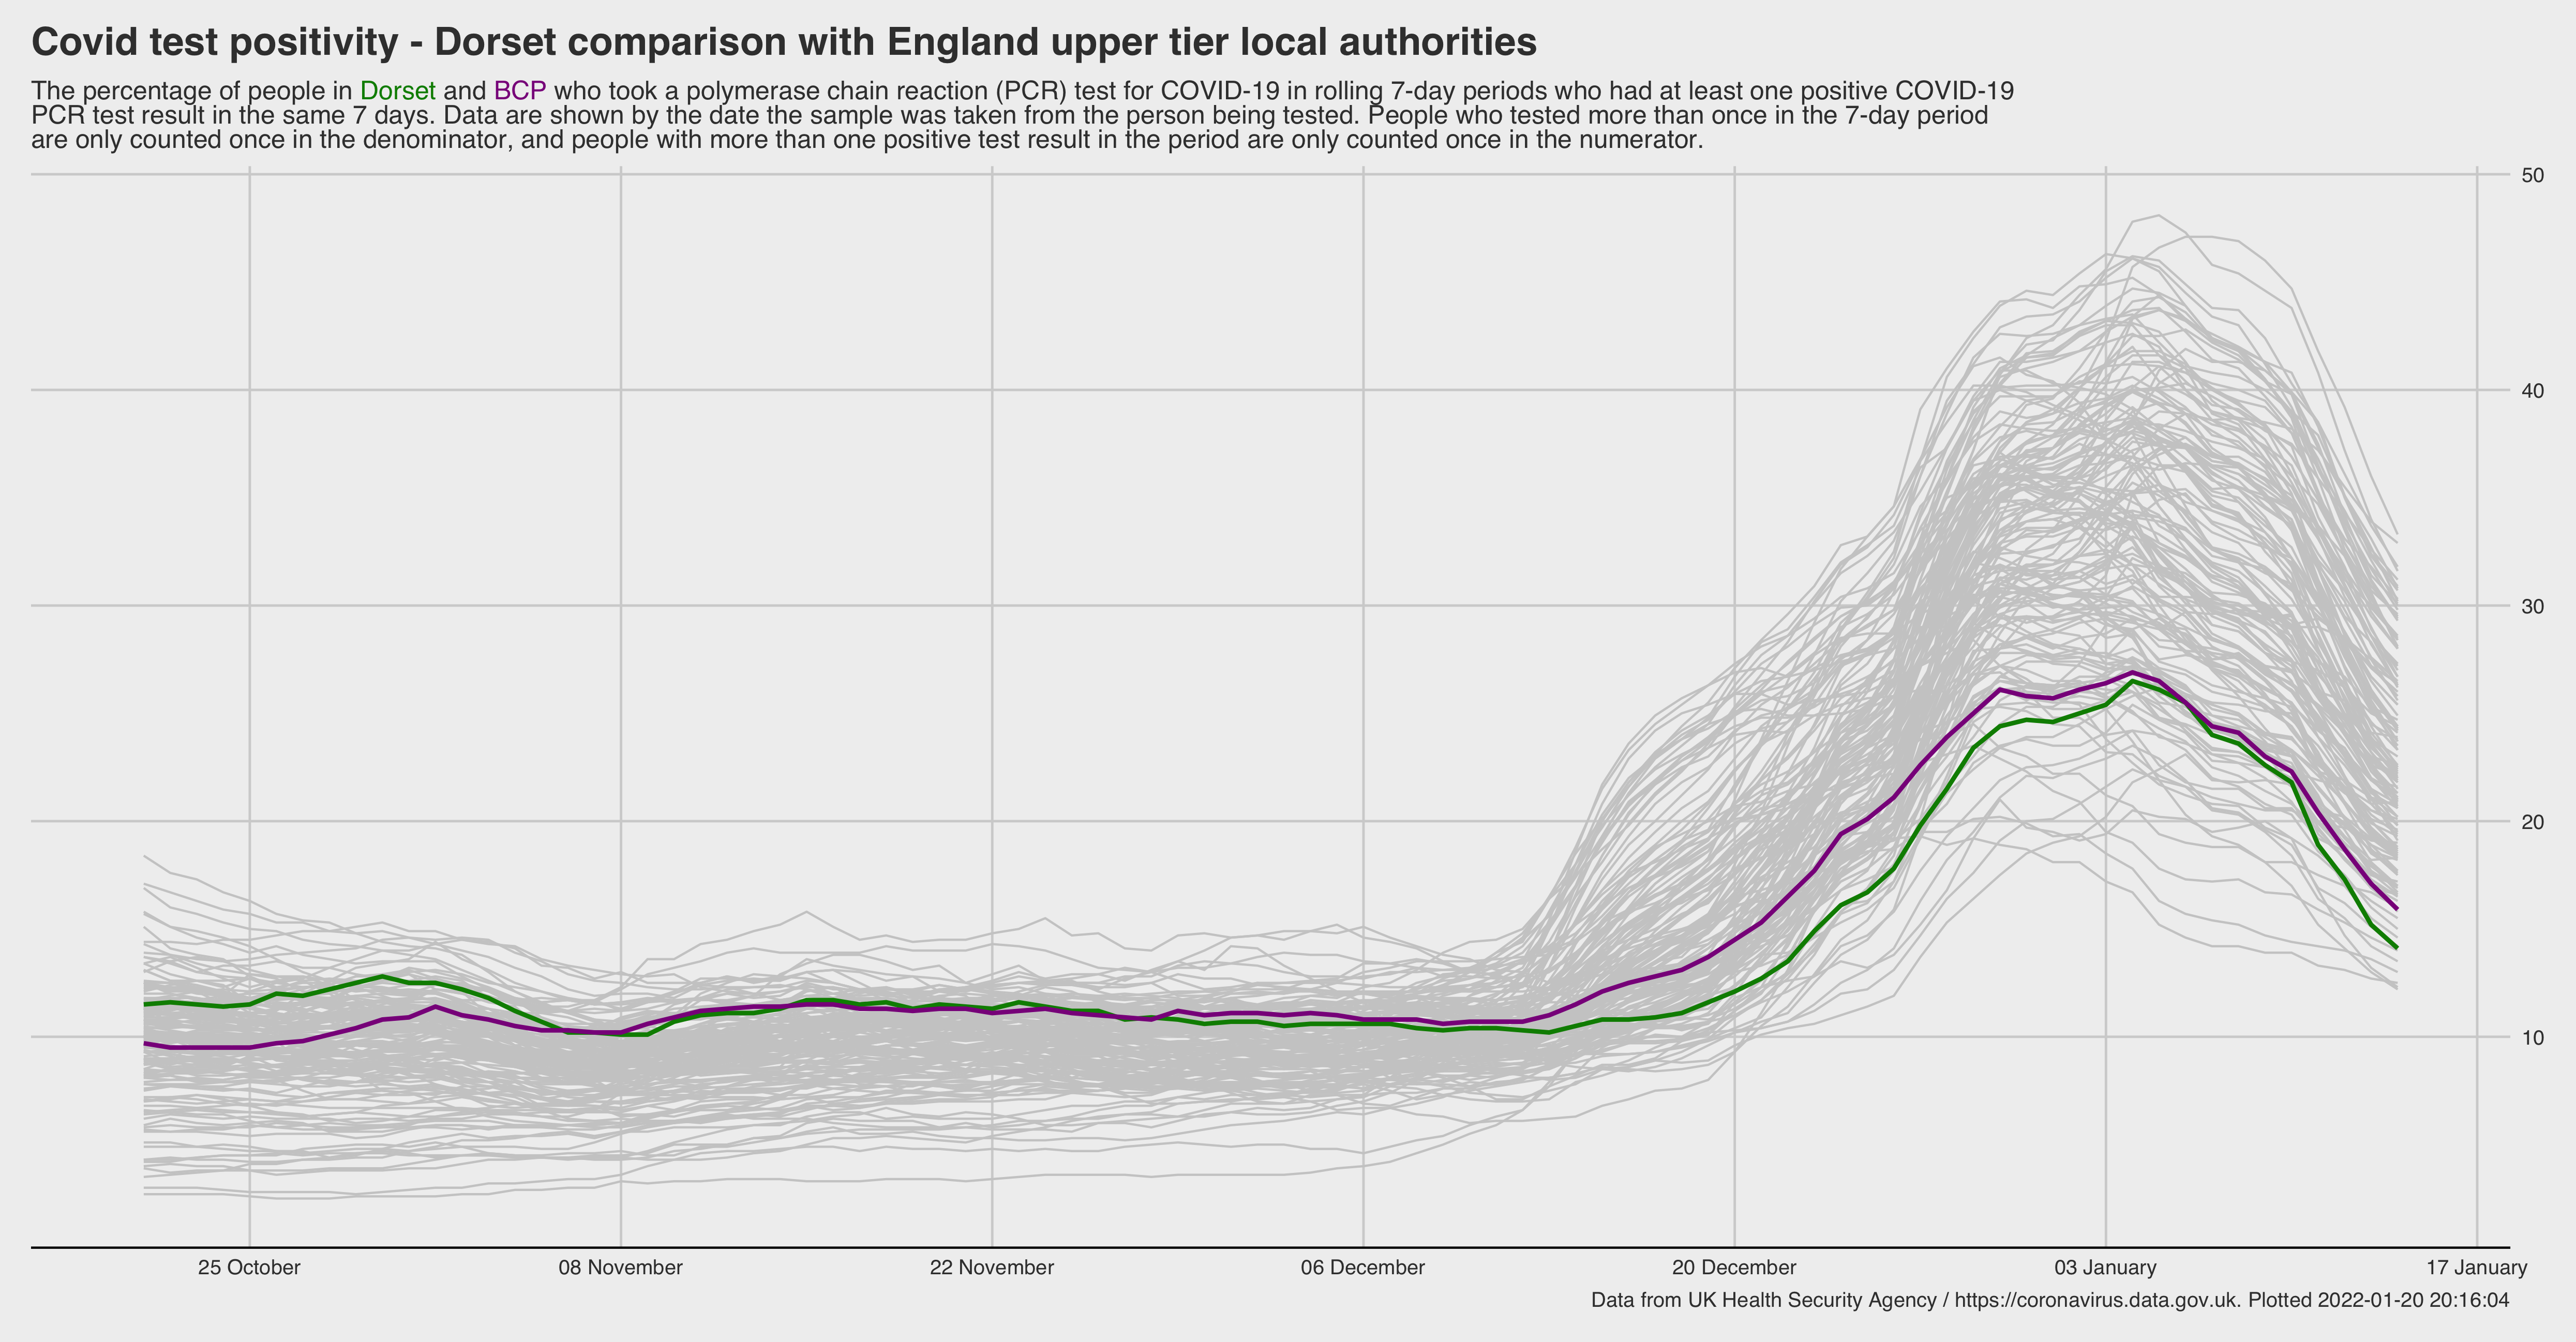 Covid test positivity - Dorset comparison with England upper tier local authorities
The percentage of people in Dorset and BCP who took a polymerase chain reaction (PCR) test for COVID-19 in rolling 7-day periods who had at least one positive COVID-19
PCR test result in the same 7 days. Data are shown by the date the sample was taken from the person being tested. People who tested more than once in the 7-day period
are only counted once in the denominator, and people with more than one positive test result in the period are only counted once in the numerator.
50
40
30
20
10
25 October 08 November 22 November 06 December 20 December 03 January 17 January
Data from UK Health Security Agency / https://coronavirus.data.gov.uk. Plotted 2022-01-20 20:16:04